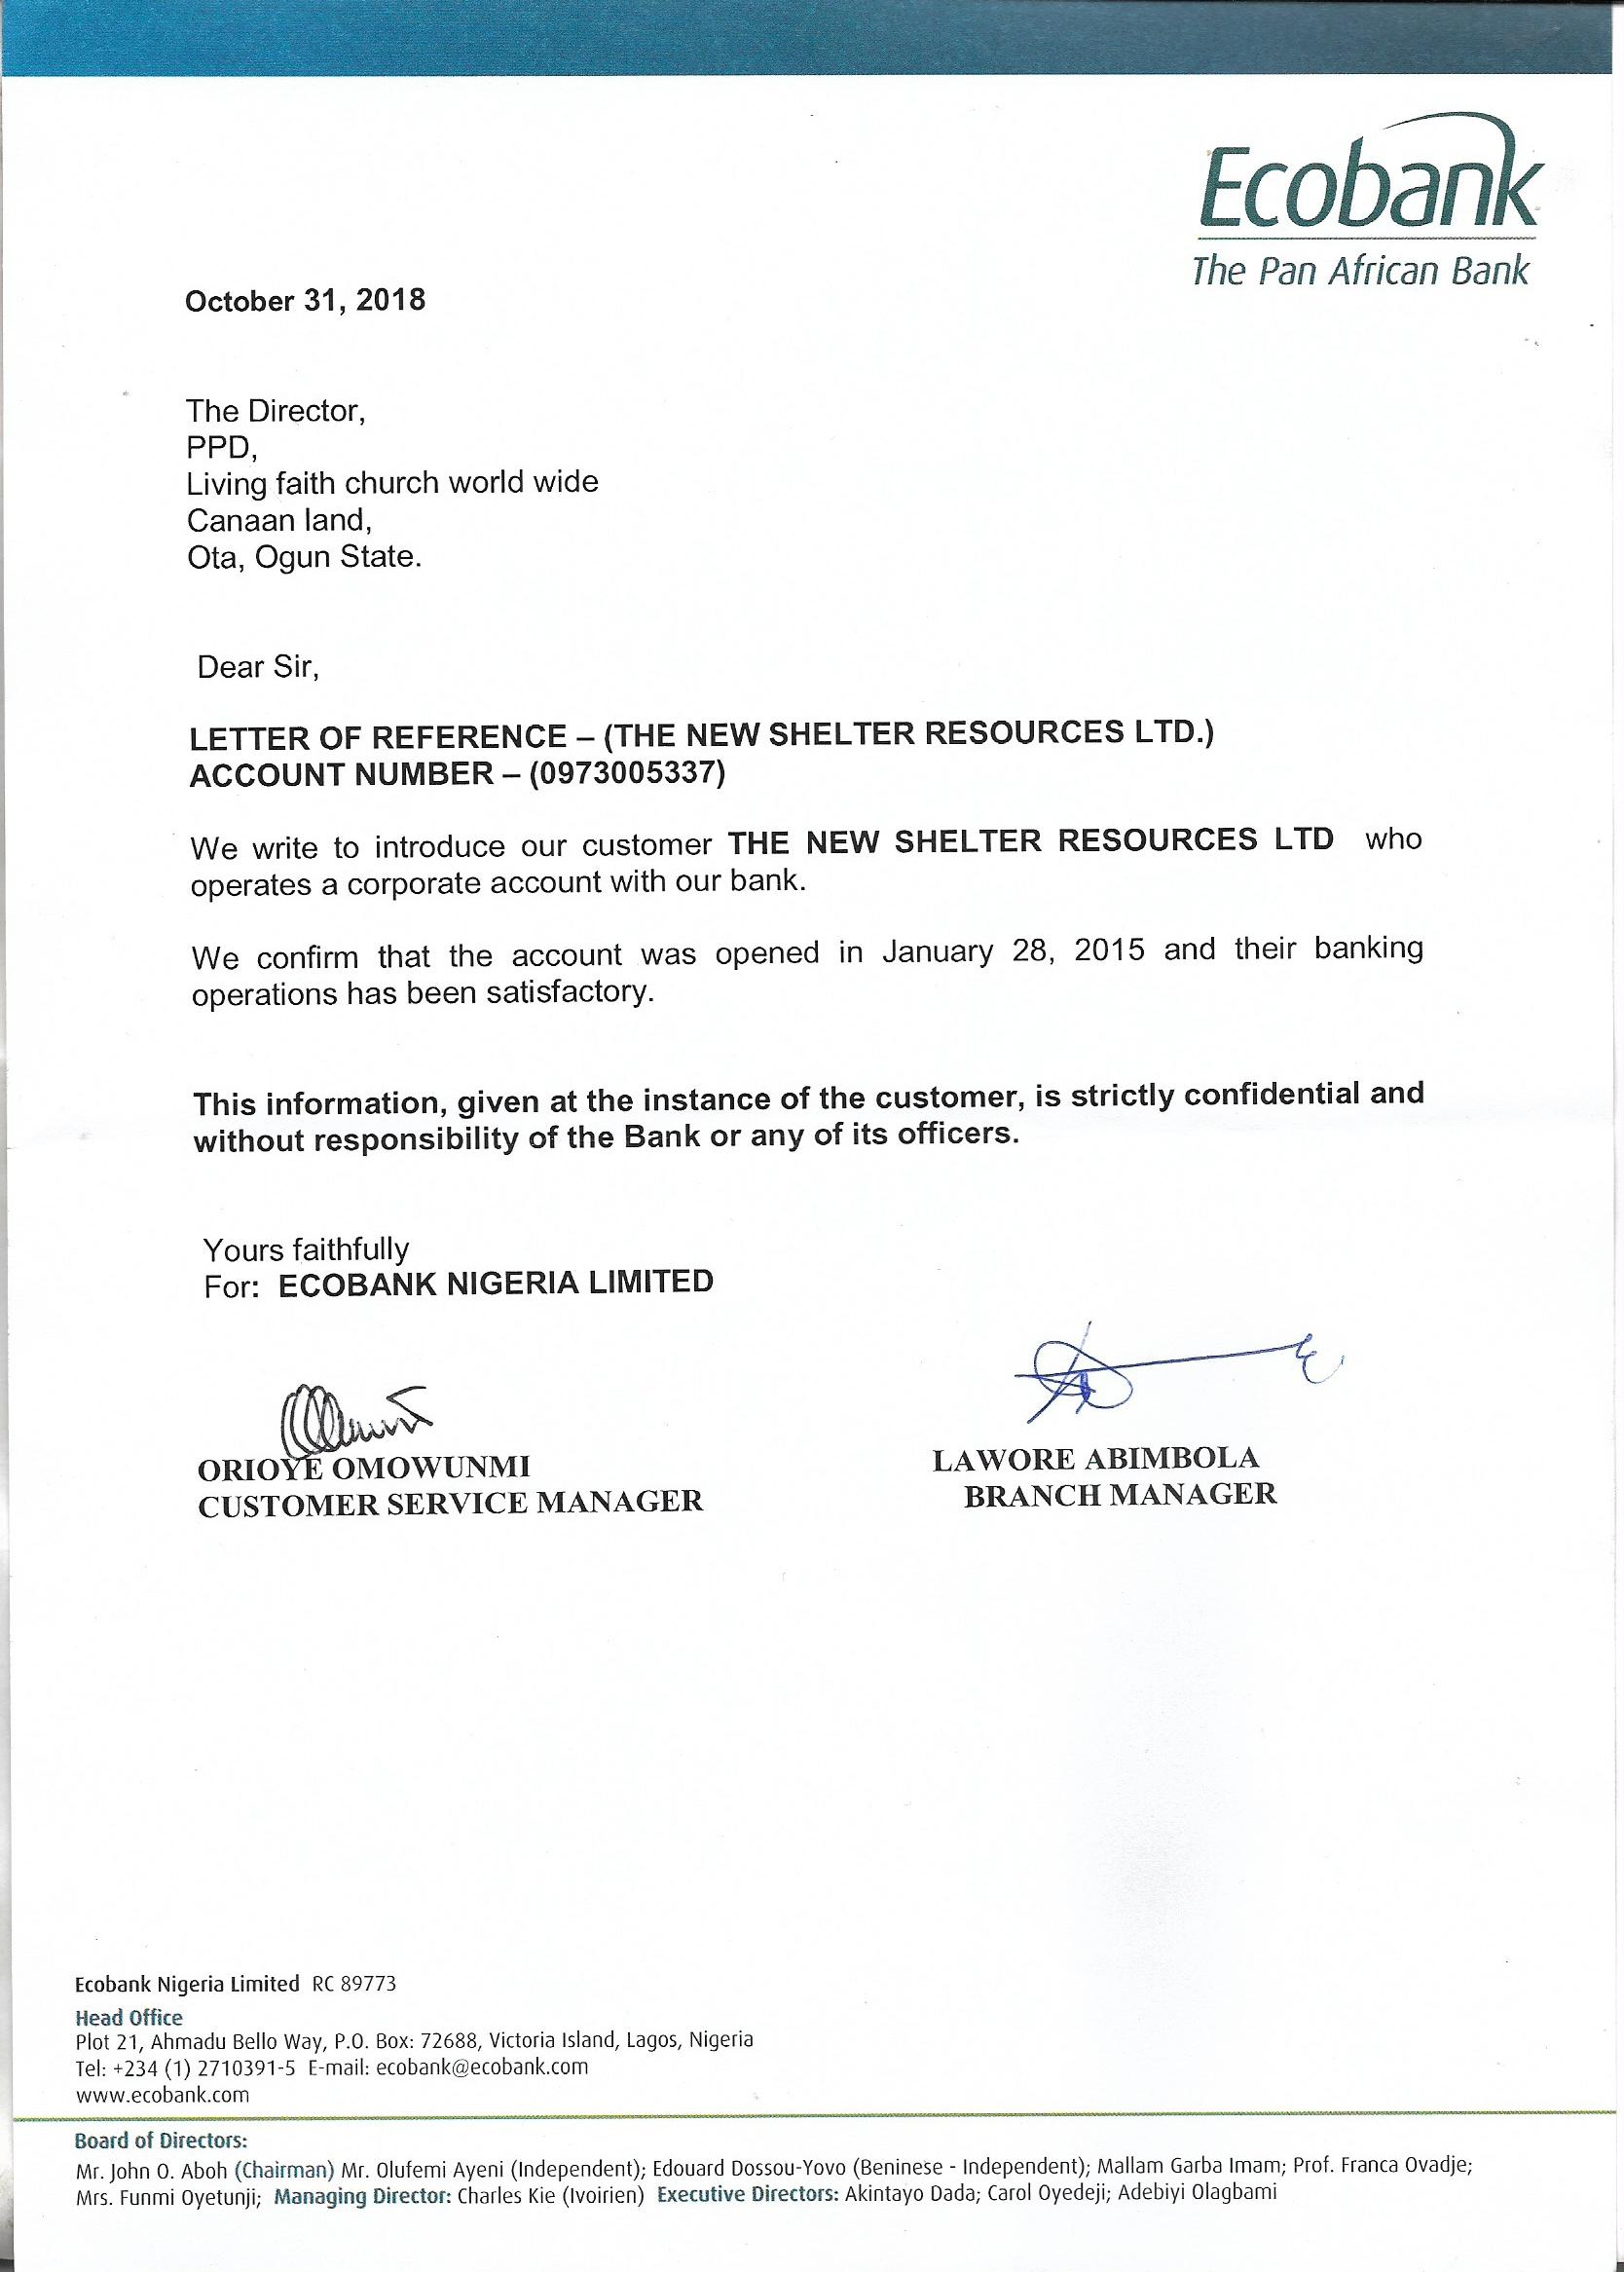 Ecobank
The Pan African Bank
October 31, 2018
The Director,
PPD,
Living faith church world wide
Canaan land,
Ota, Ogun State.
Dear Sir,
LETTER OF REFERENCE – (THE NEW SHELTER RESOURCES LTD.)
ACCOUNT NUMBER – (0973005337)
We write to introduce our customer THE NEW SHELTER RESOURCES LTD who
operates a corporate account with our bank.
We confirm that the account was opened in January 28, 2015 and their banking
operations has been satisfactory.
This information, given at the instance of the customer, is strictly confidential and
without responsibility of the Bank or any of its officers.
Yours faithfully
For: ECOBANK NIGERIA LIMITED
ORIOYE OMOWUNMI
CUSTOMER SERVICE MANAGER
LAWORE ABIMBOLA
BRANCH MANAGER
Ecobank Nigeria Limited RC 89773
Head Office
Plot 21, Ahmadu Bello Way, P.O. Box: 72688, Victoria Island, Lagos, Nigeria
Tel: +234 (1) 2710391-5 E-mail: ecobank@ecobank.com
www.ecobank.com
Board of Directors:
Mr. John O. Aboh (Chairman) Mr. Olufemi Ayeni (Independent); Edouard Dossou-Yovo (Beninese - Independent); Mallam Garba Imam; Prof. Franca Ovadje;
Mrs. Funmi Oyetunji; Managing Director: Charles Kie (Ivoirien) Executive Directors: Akintayo Dada; Carol Oyedeji; Adebiyi Olagbami